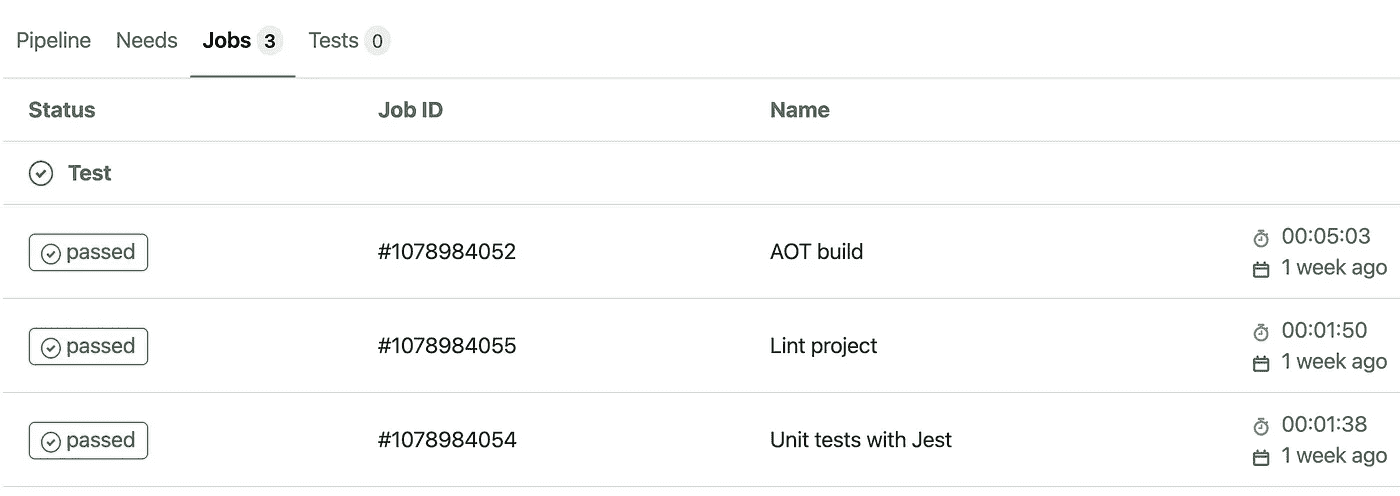 Pipeline Needs Jobs 3 Tests 0
Status Job ID Name
Test
passed #1078984052 AOT build 00:05:03
1 week ago
passed #1078984055 Lint project 00:01:50
1 week ago
passed #1078984054 Unit tests with Jest 00:01:38
1 week ago